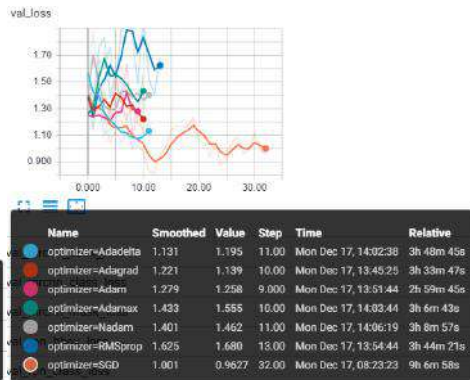 val_loss
1.70
1.50
1.30
1.10
0.900
0.000 10.00 20.00 30.00
Name Smoothed Value Step Time Relative
optimizer=Adadelta 1.131 1.195 11.00 Mon Dec 17, 14:02:38 3h 48m 45s
optimizer=Adagrad 1.221 1.139 10.00 Mon Dec 17, 13:45:25 3h 33m 47s
optimizer=Adam 1.279 1.258 9.000 Mon Dec 17, 13:51:44 2h 59m 45s
optimizer=Adamax 1.433 1.555 10.00 Mon Dec 17, 14:03:44 3h 6m 43s
optimizer=Nadam 1.401 1.462 11.00 Mon Dec 17, 14:06:19 3h 8m 57s
optimizer=RMSprop 1.625 1.680 13.00 Mon Dec 17, 13:54:44 3h 44m 21s
optimizer=SGD 1.001 0.9627 32.00 Mon Dec 17, 08:23:23 9h 6m 58s